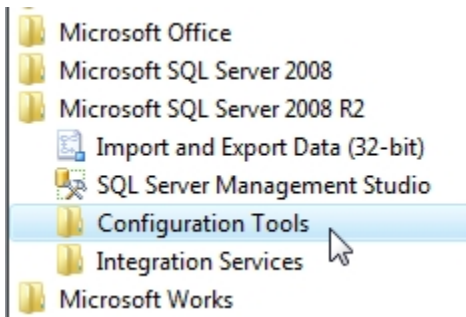 Microsoft Office
Microsoft SQL Server 2008
Microsoft SQL Server 2008 R2
Import and Export Data (32-bit)
SQL Server Management Studio
Configuration Tools
Integration Services
Microsoft Works